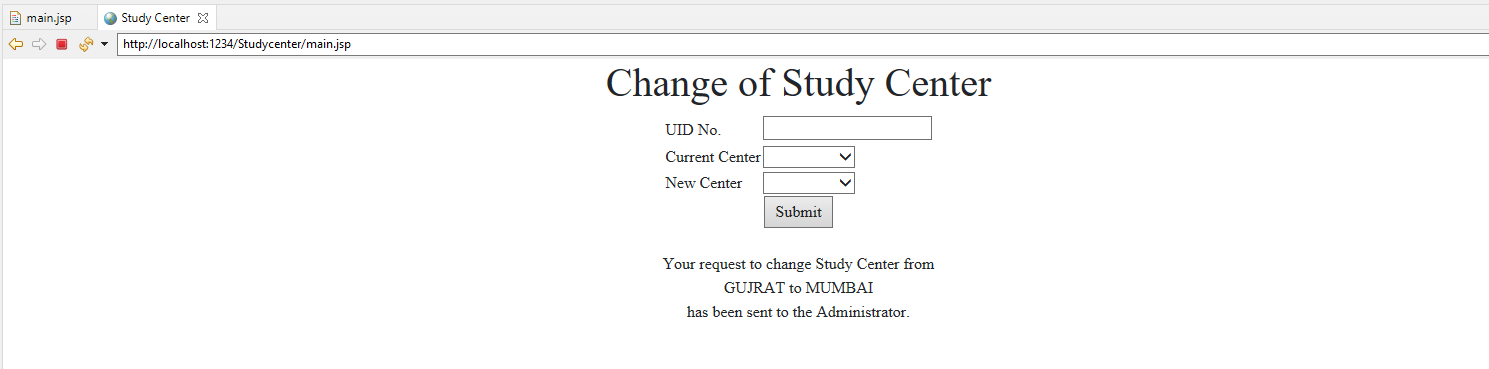 main.jsp Study Center
http://localhost:1234/Studycenter/main.jsp
Change of Study Center
UID No.
Current Center
New Center
Submit
Your request to change Study Center from
GUJRAT to MUMBAI
has been sent to the Administrator.